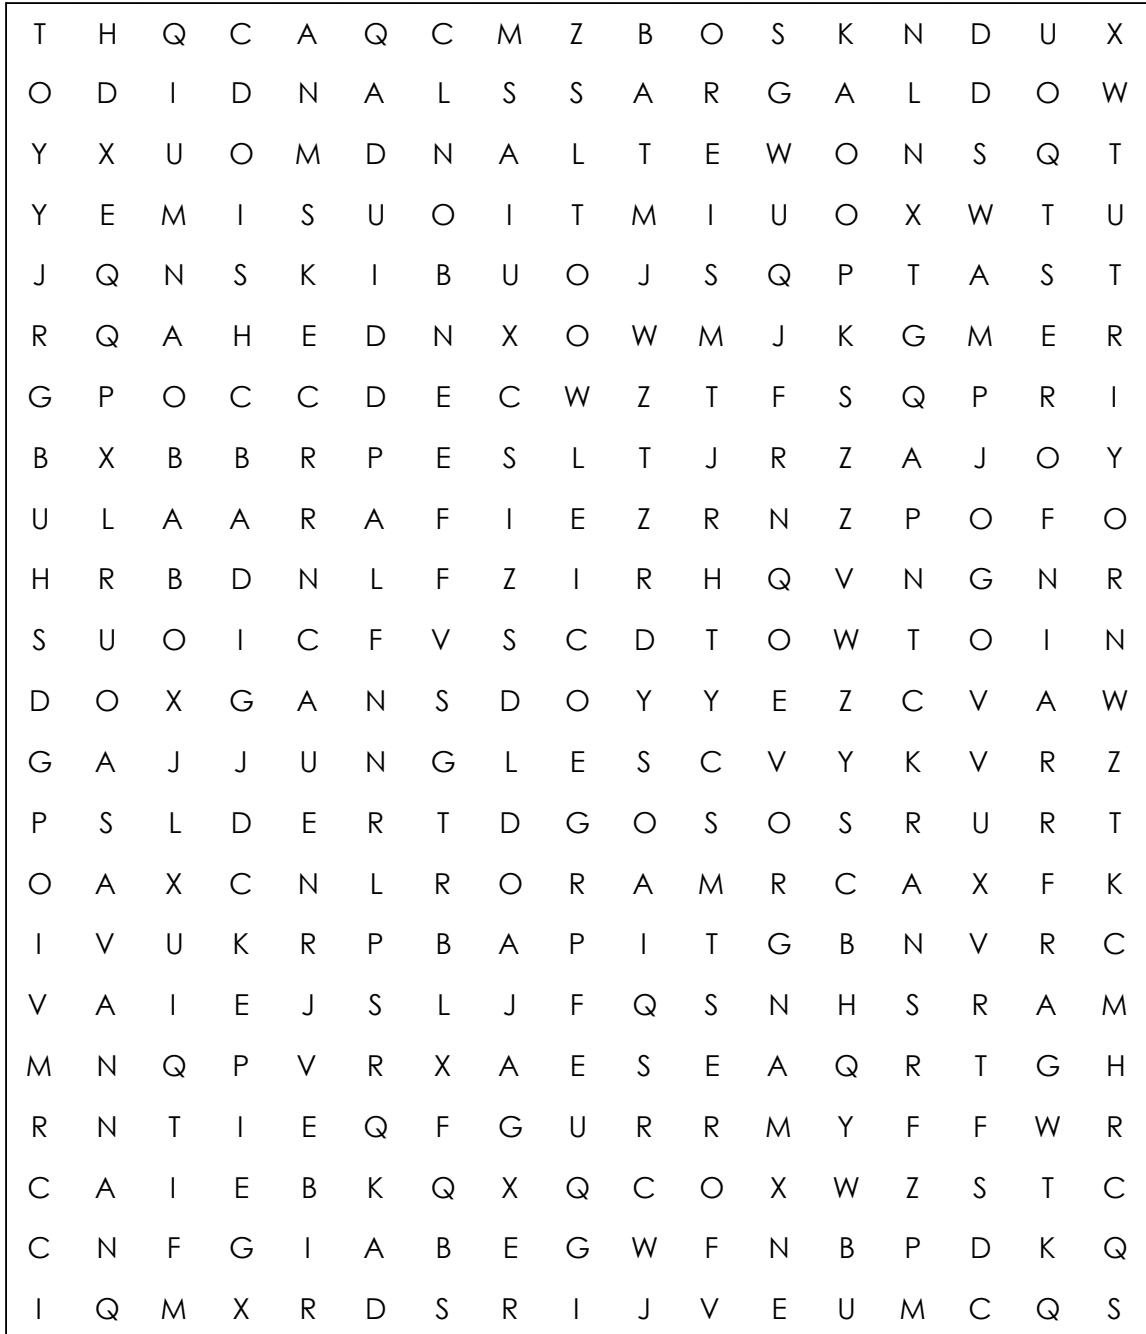 T H Q C A Q C M Z B O S K N D U X
O D I D N A L S S A R G A L D O W
Y X U O M D N A L T E W O N S Q T
Y E M I S U O I T M I U O X W T U
J Q N S K I B U O J S Q P T A S T
R Q A H E D N X O W M J K G M E R
G P O C C D E C W Z T F S Q P R I
B X B B R P E S L T J R Z A J O Y
U L A A R A F I E Z R N Z P O F O
H R B D N L F Z I R H Q V N G N R
S U O I C F V S C D T O W T O I N
D O X G A N S D O Y Y E Z C V A W
G A J J U N G L E S C V Y K V R Z
P S L D E R T D G O S O S R U R T
O A X C N L R O R A M R C A X F K
I V U K R P B A P I T G B N V R C
V A I E J S L J F Q S N H S R A M
M N Q P V R X A E S E A Q R T G H
R N T I E Q F G U R R M Y F F W R
C A I E B K Q X Q C O X W Z S T C
C N F G I A B E G W F N B P D K Q
I Q M X R D S R I J V E U M C Q S